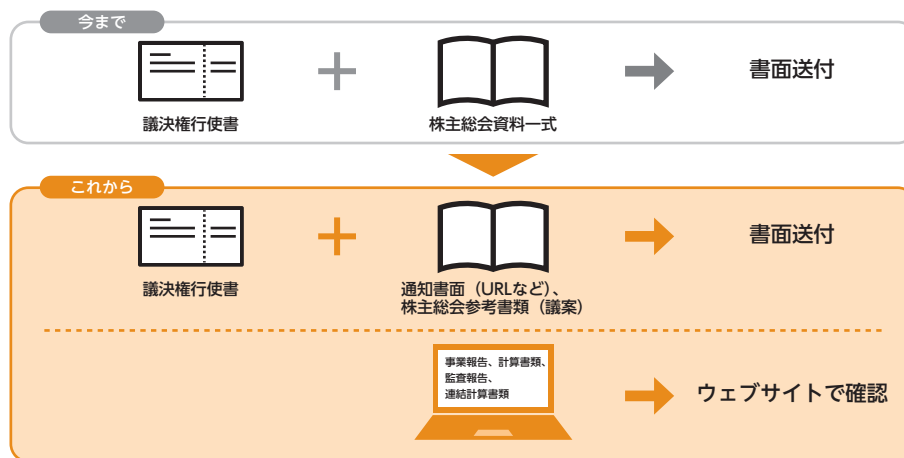 今まで
議決権行使書
株主総会資料一式
書面送付
これから
議決権行使書
通知書面（URLなど）、
株主総会参考書類（議案）
書面送付
事業報告、計算書類、
監査報告、
連結計算書類
ウェブサイトで確認